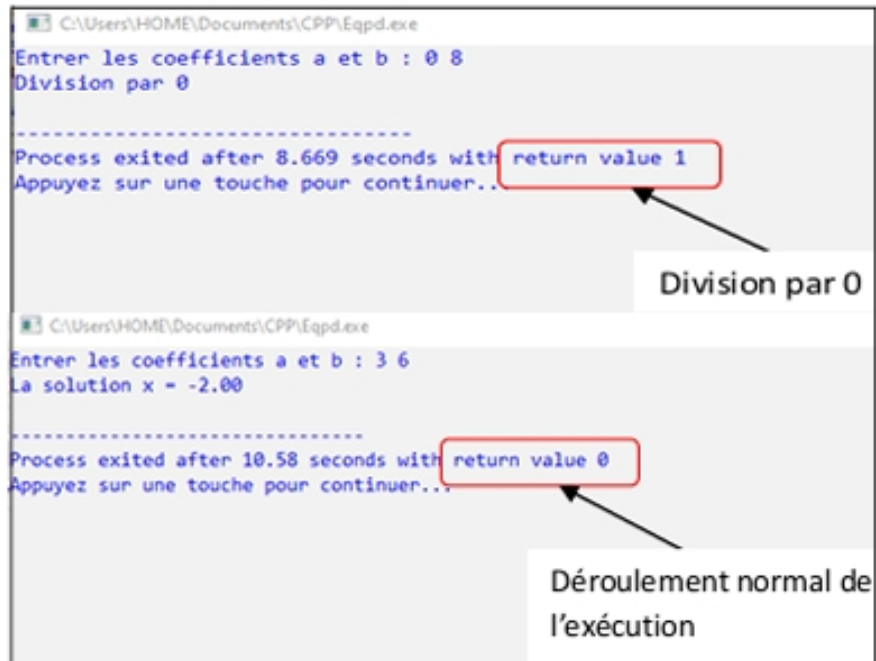 C:\Users\HOME\Documents\CPP\Eqpd.exe
Entrer les coefficients a et b : 0 8
Division par 0
--------------------------------
Process exited after 8.669 seconds with return value 1
Appuyez sur une touche pour continuer...
Division par 0
C:\Users\HOME\Documents\CPP\Eqpd.exe
Entrer les coefficients a et b : 3 6
La solution x = -2.00
--------------------------------
Process exited after 10.58 seconds with return value 0
Appuyez sur une touche pour continuer...
Déroulement normal de
l’exécution